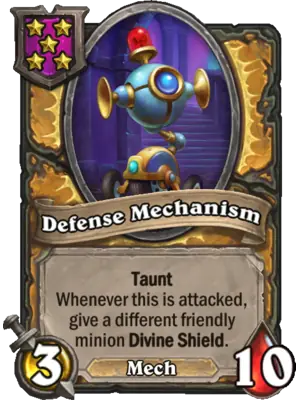 Defense Mechanism
Taunt
Whenever this is attacked,
give a different friendly
minion Divine Shield.
3
Mech
10